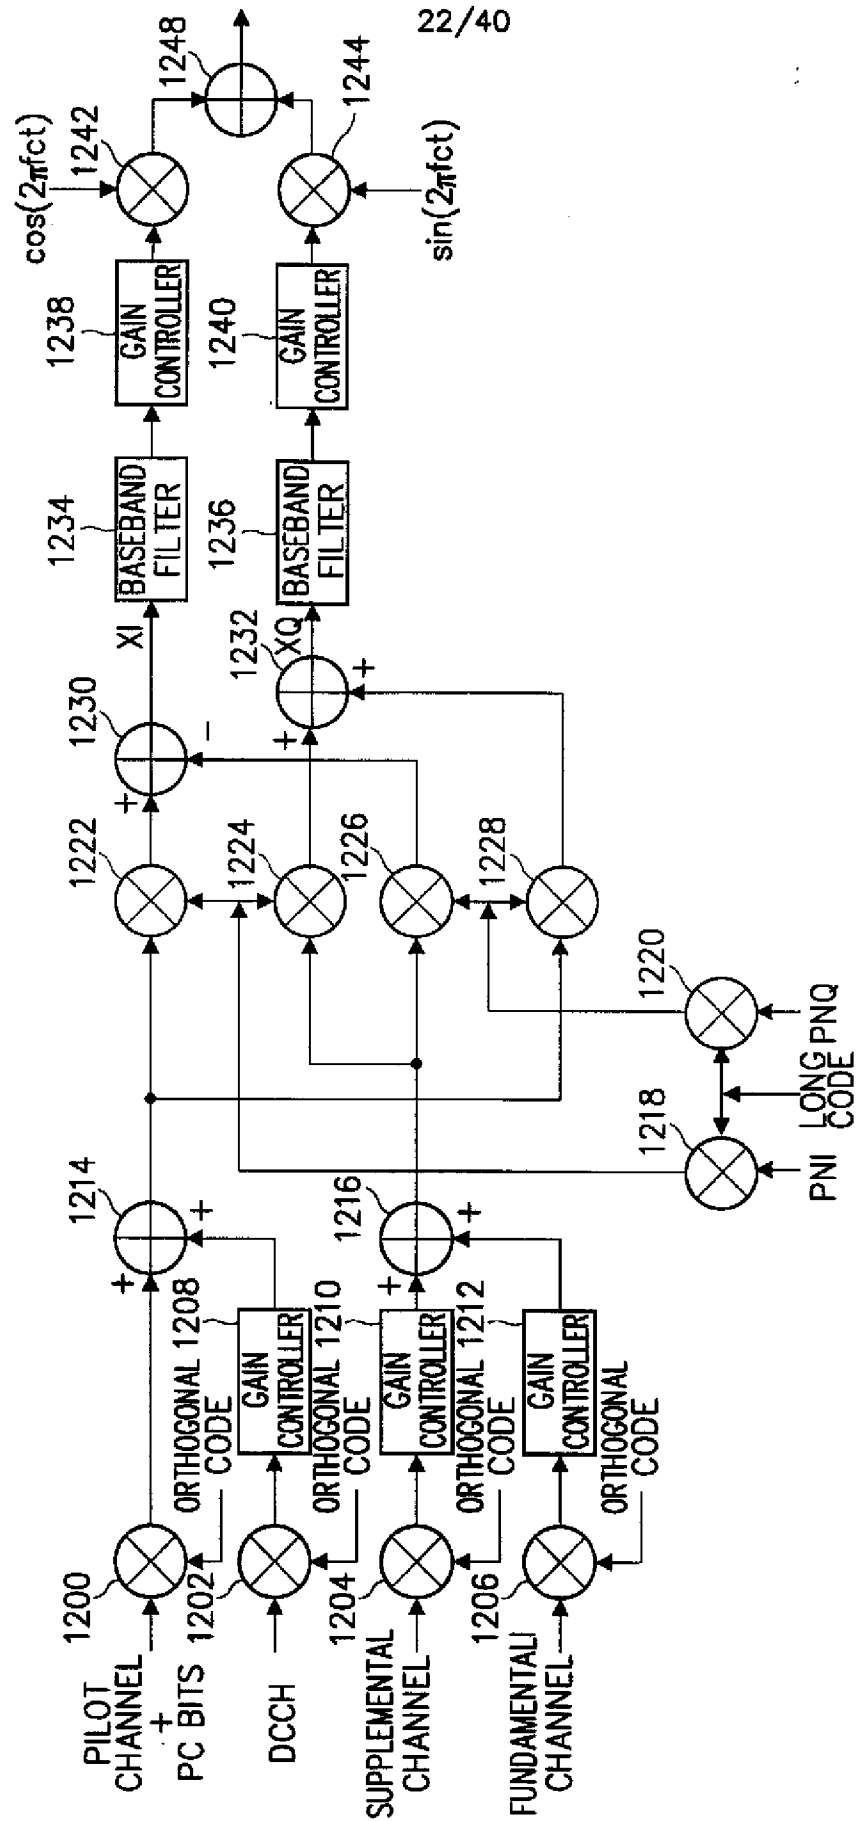 22/40
PILOT
CHANNEL
+
PC BITS
1200
ORTHOGONAL
CODE
DCCH
1202
ORTHOGONAL
CODE
GAIN
CONTROLLER
1208
SUPPLEMENTAL
CHANNEL
1204
ORTHOGONAL
CODE
GAIN
CONTROLLER
1210
FUNDAMENTAL
CHANNEL
1206
ORTHOGONAL
CODE
GAIN
CONTROLLER
1212
1214
+
+
1216
+
+
PNI
1218
LONG
CODE
PNQ
1220
1222
1224
1226
1228
1230
+
-
XI
1232
+
+
XQ
1234
BASEBAND
FILTER
1236
BASEBAND
FILTER
1238
GAIN
CONTROLLER
1240
GAIN
CONTROLLER
cos(2πfct)
1242
sin(2πfct)
1244
1248